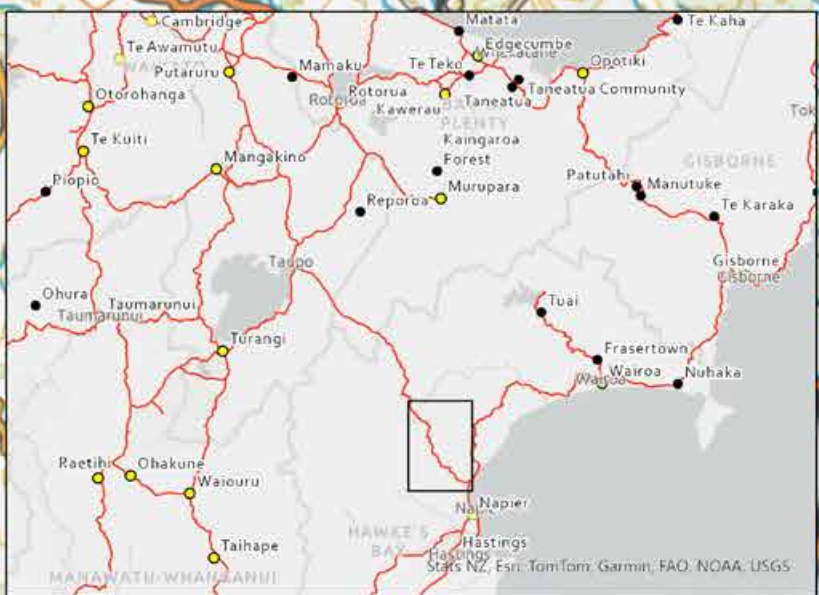 Cambridge
Matata
Te Kaha
Te Awamutu
Edgecumbe
Putaruru
Mamaku
Te Teko
Opotiki
Otorohanga
Rotorua
Rotorua
Kawerau
Taneatua
Taneatua Community
PLENTY
Te Kuiti
Kaingaroa
Forest
Mangakino
GISBORNE
Piopio
Patutahi
Manutuke
Reporoa
Murupara
Te Karaka
Taupo
Gisborne
Gisborne
Ohura
Taumarunui
Taumarunui
Tuai
Turangi
Frasertown
Wairoa
Wairoa
Nuhaka
Raetihi
Ohakune
Waiouru
Napier
HAWKE'S
BAY
Hastings
Hastings
Taihape
Stats NZ, Esri, TomTom, Garmin, FAO, NOAA, USGS
MANAWATU-WHANGANUI